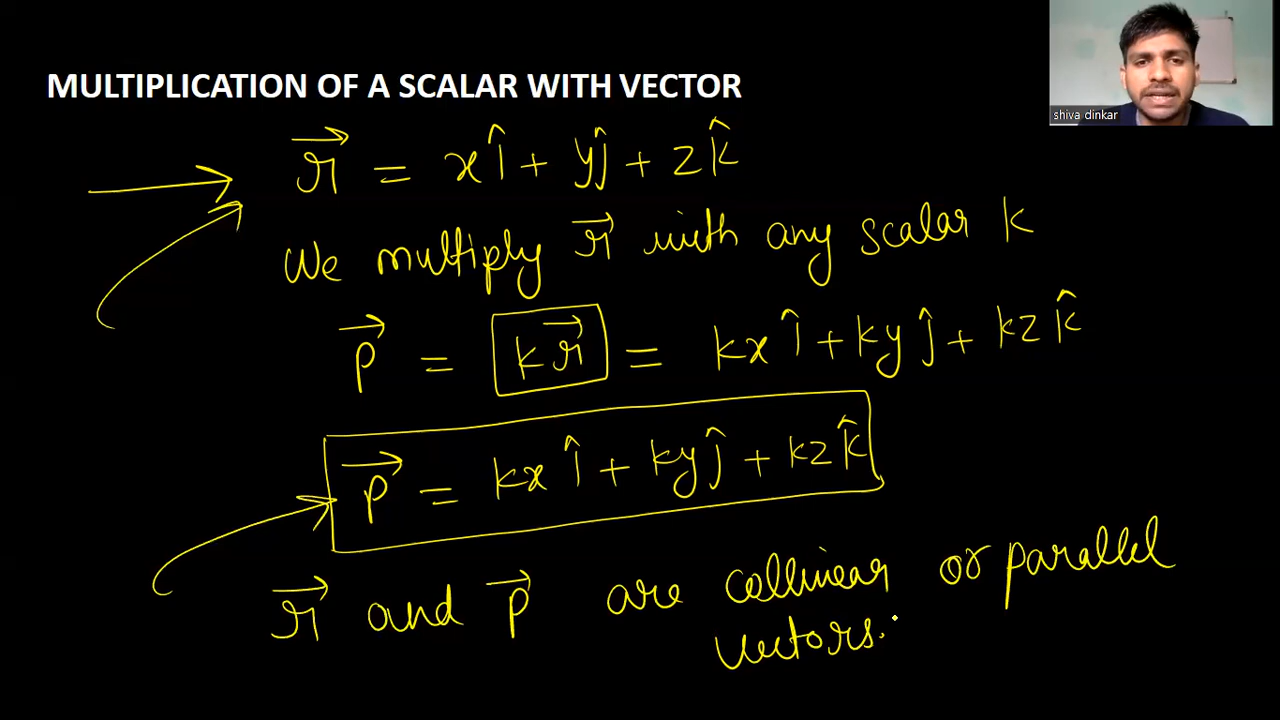 MULTIPLICATION OF A SCALAR WITH VECTOR
shiva dinkar
r⃗ = xî + yĵ + zk̂
We multiply r⃗ with any scalar k
p⃗ = kr⃗ = kxî + kyĵ + kzk̂
p⃗ = kxî + kyĵ + kzk̂
r⃗ and p⃗ are collinear or parallel
vectors.